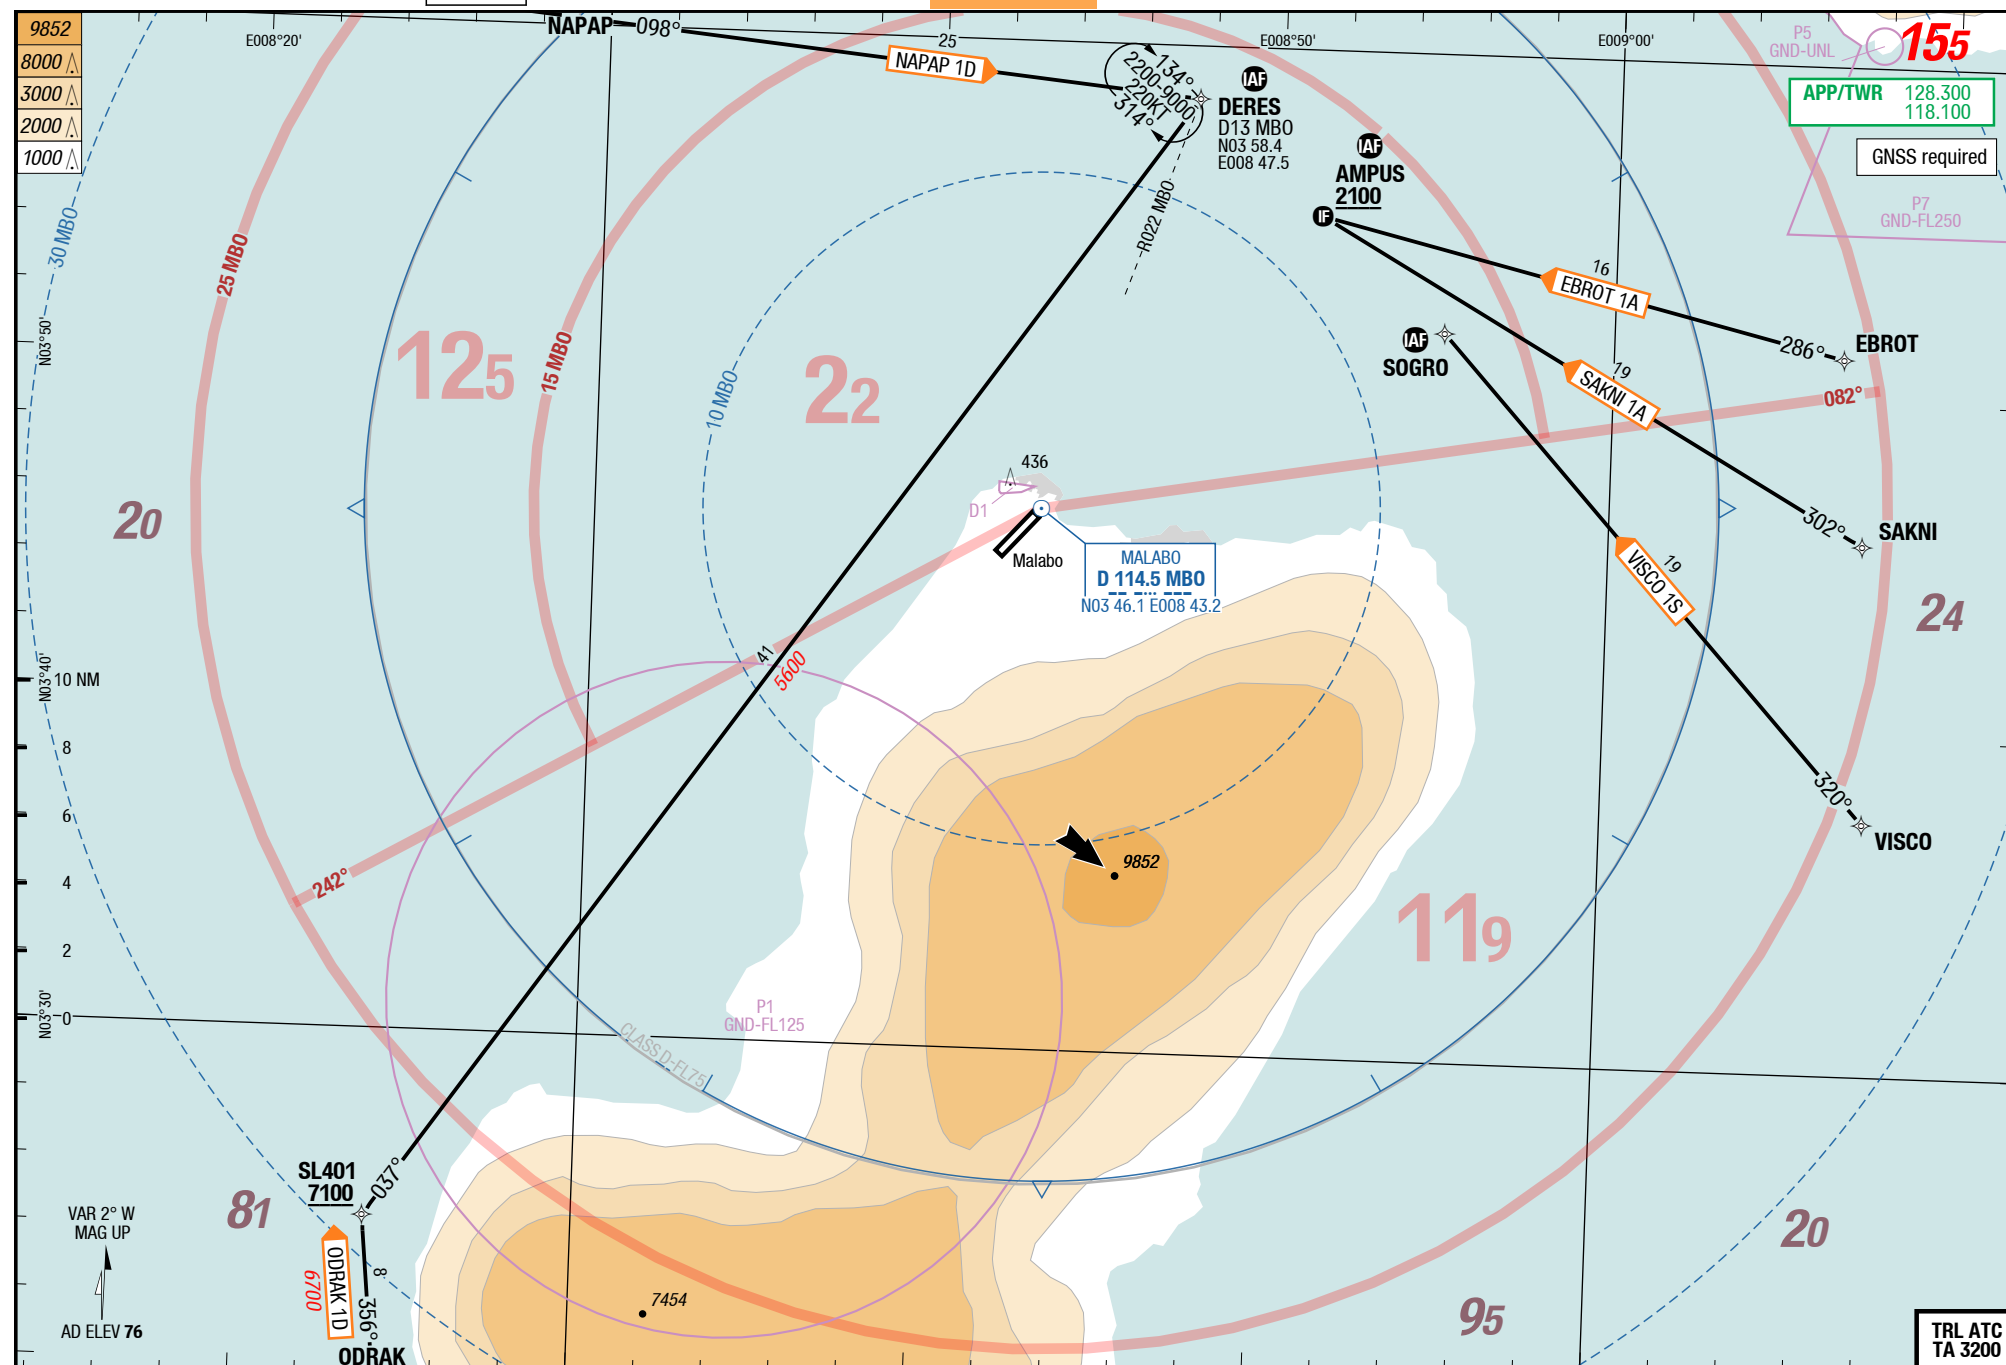 9852
8000
3000
2000
1000
E008°20'
NAPAP
098°
25
NAPAP 1D
E008°50'
E009°00'
P5
GND-UNL
155
APP/TWR 128.300
118.100
GNSS required
P7
GND-FL250
134°
2200-9000
220KT
314°
IAF
DERES
D13 MBO
N03 58.4
E008 47.5
IAF
AMPUS
2100
IF
R022 MBO
30 MBO
25 MBO
15 MBO
10 MBO
N03°50'
125
22
16
EBROT 1A
286°
EBROT
IAF
SOGRO
19
SAKNI 1A
082°
302°
SAKNI
19
VISCO 1S
320°
VISCO
20
436
D1
Malabo
MALABO
D 114.5 MBO
N03 46.1 E008 43.2
24
41
5600
N03°40'
10 NM
8
6
4
2
0
N03°30'
242°
9852
119
P1
GND-FL125
CLASS D-FL75
SL401
7100
037°
81
VAR 2° W
MAG UP
AD ELEV 76
ODRAK 1D
6700
8
356°
ODRAK
7454
20
95
TRL ATC
TA 3200